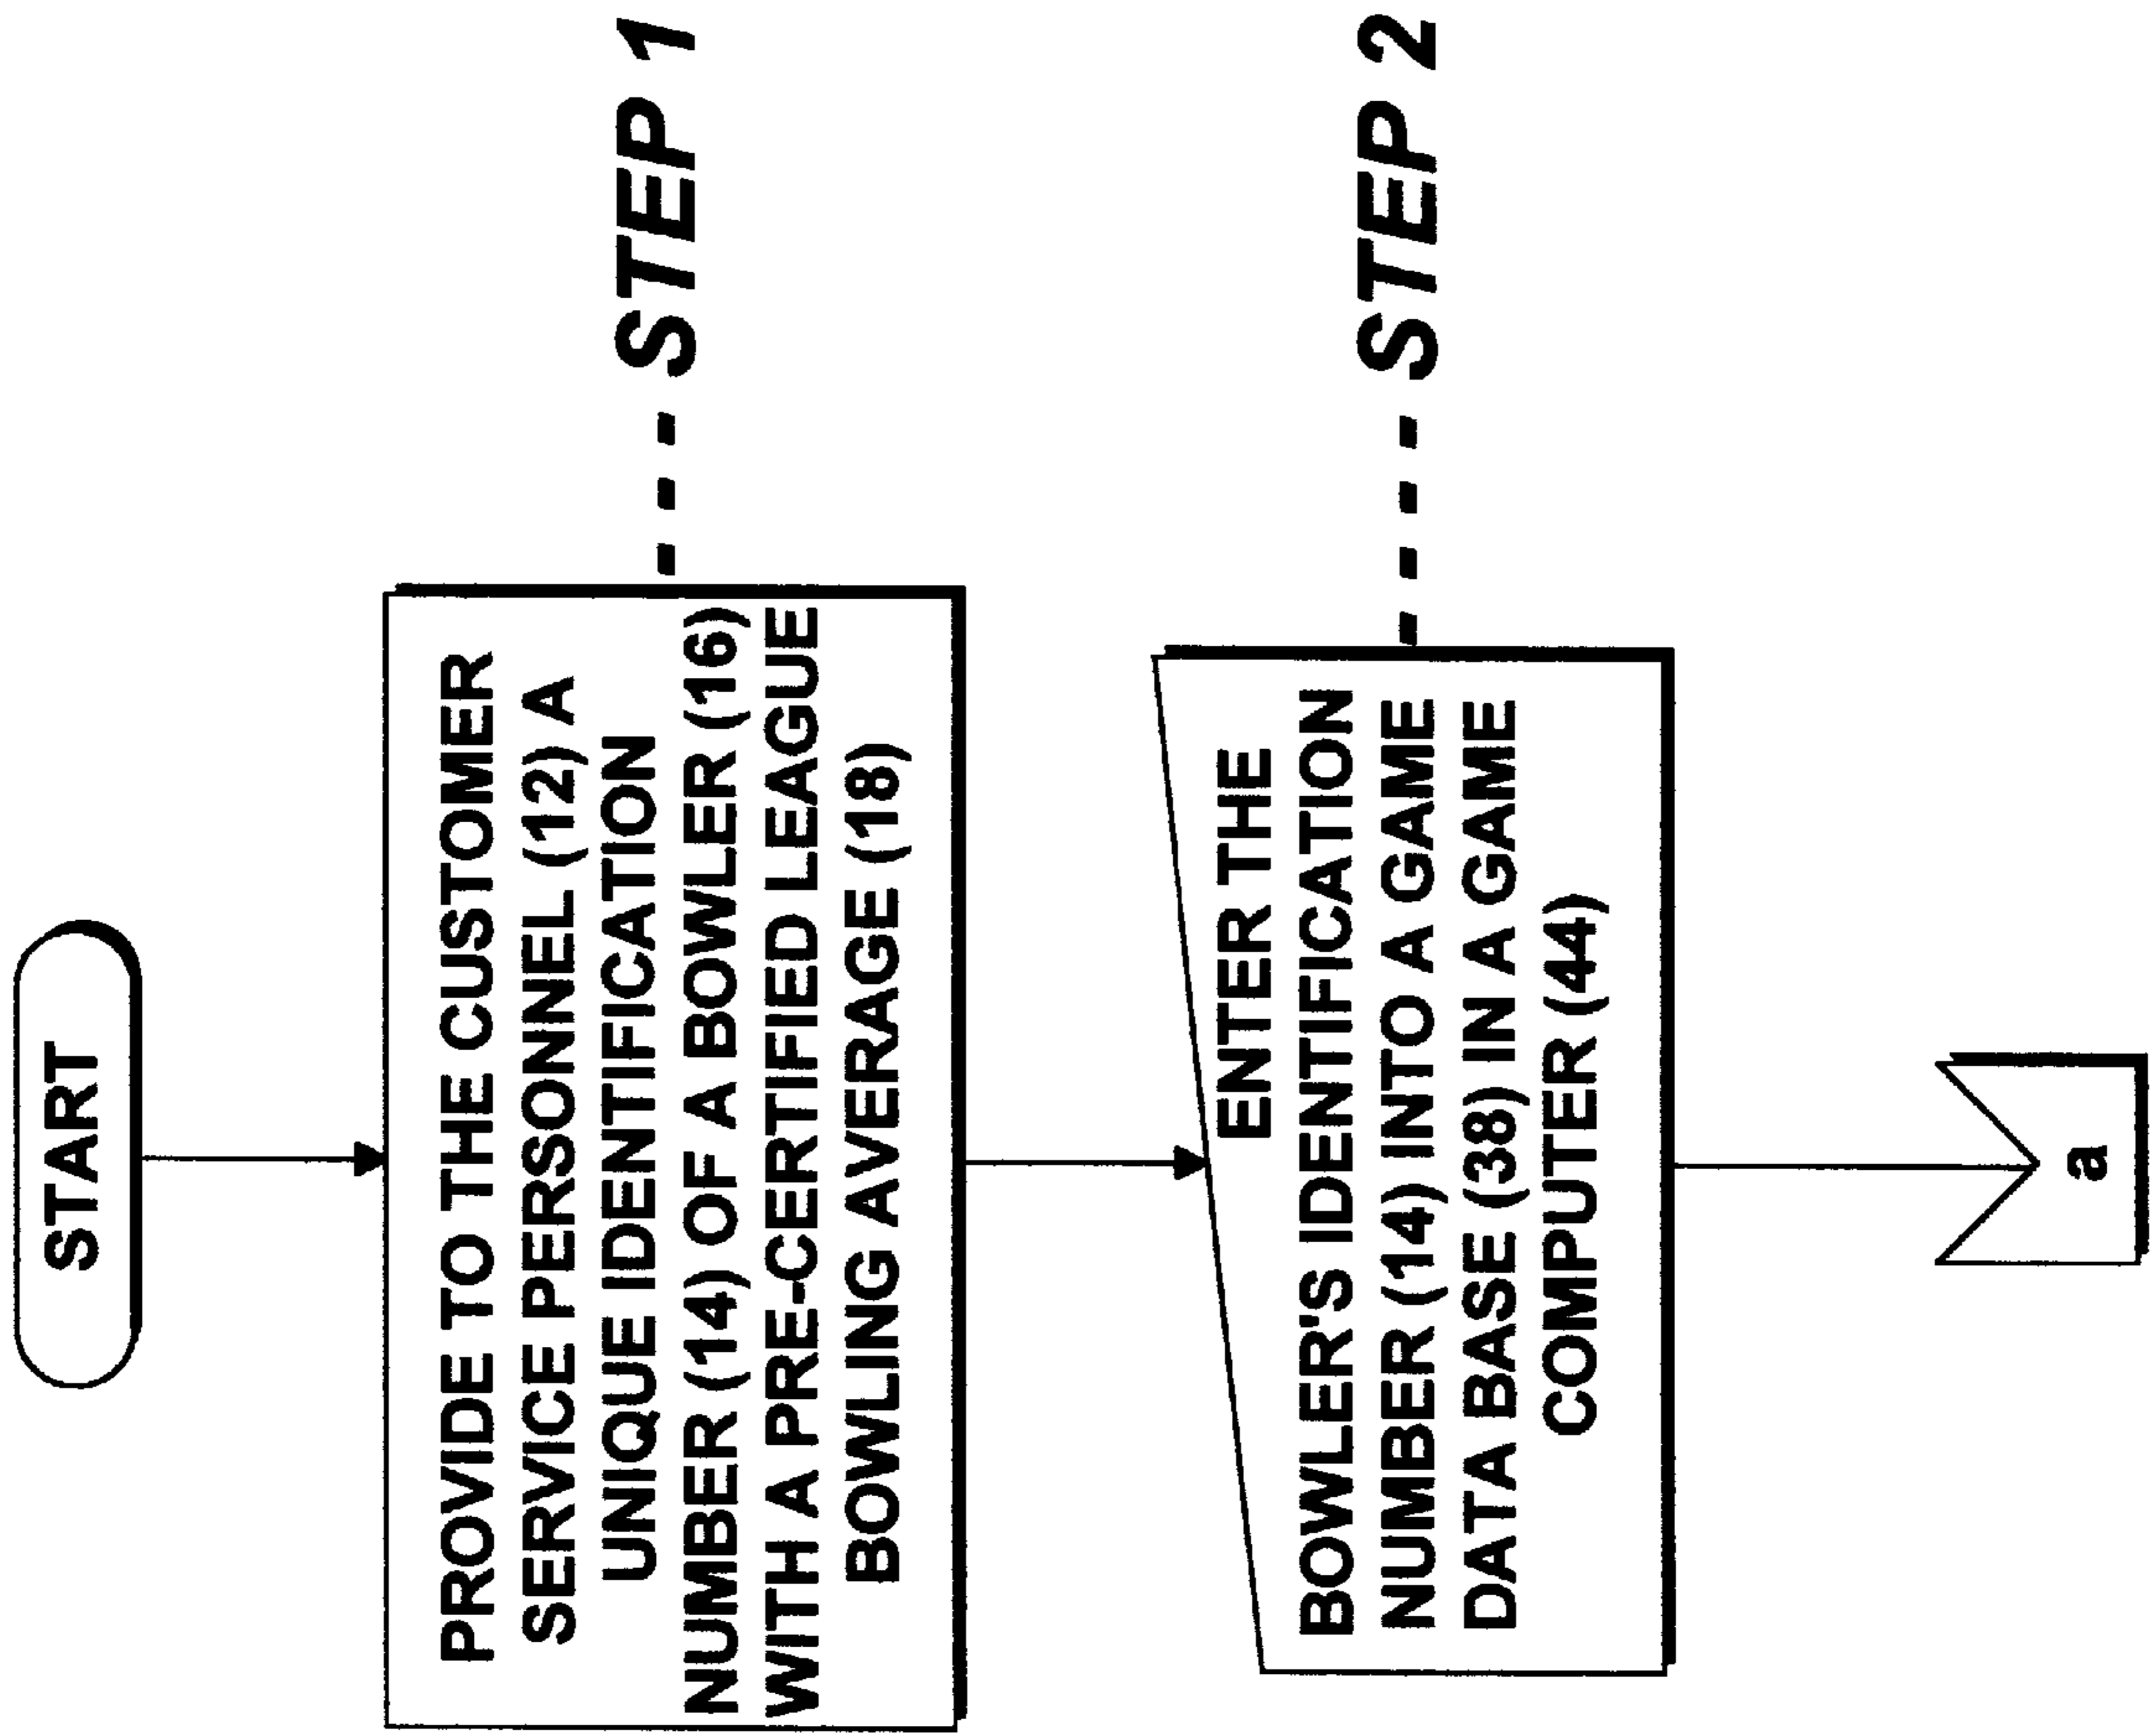 START
PROVIDE TO THE CUSTOMER
SERVICE PERSONNEL (12) A
UNIQUE IDENTIFICATION
NUMBER (14) OF A BOWLER (16)
WITH A PRE-CERTIFIED LEAGUE
BOWLING AVERAGE (18)
STEP 1
ENTER THE
BOWLER'S IDENTIFICATION
NUMBER (14) INTO A GAME
DATA BASE (38) IN A GAME
COMPUTER (44)
STEP 2
a